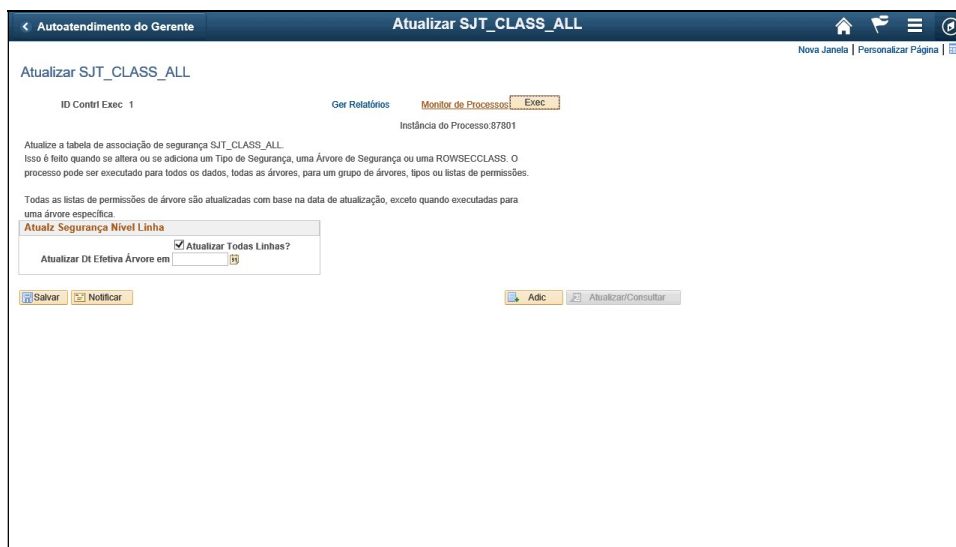 Autoatendimento do Gerente
Atualizar SJT_CLASS_ALL
Nova Janela | Personalizar Página |
Atualizar SJT_CLASS_ALL
ID Contrl Exec 1
Ger Relatórios
Monitor de Processos
Exec
Instância do Processo:87801
Atualize a tabela de associação de segurança SJT_CLASS_ALL.
Isso é feito quando se altera ou se adiciona um Tipo de Segurança, uma Árvore de Segurança ou uma ROWSECCLASS. O
processo pode ser executado para todos os dados, todas as árvores, para um grupo de árvores, tipos ou listas de permissões.
Todas as listas de permissões de árvore são atualizadas com base na data de atualização, exceto quando executadas para
uma árvore específica.
Atualz Segurança Nível Linha
Atualizar Todas Linhas?
Atualizar Dt Efetiva Árvore em
Salvar
Notificar
Adic
Atualizar/Consultar